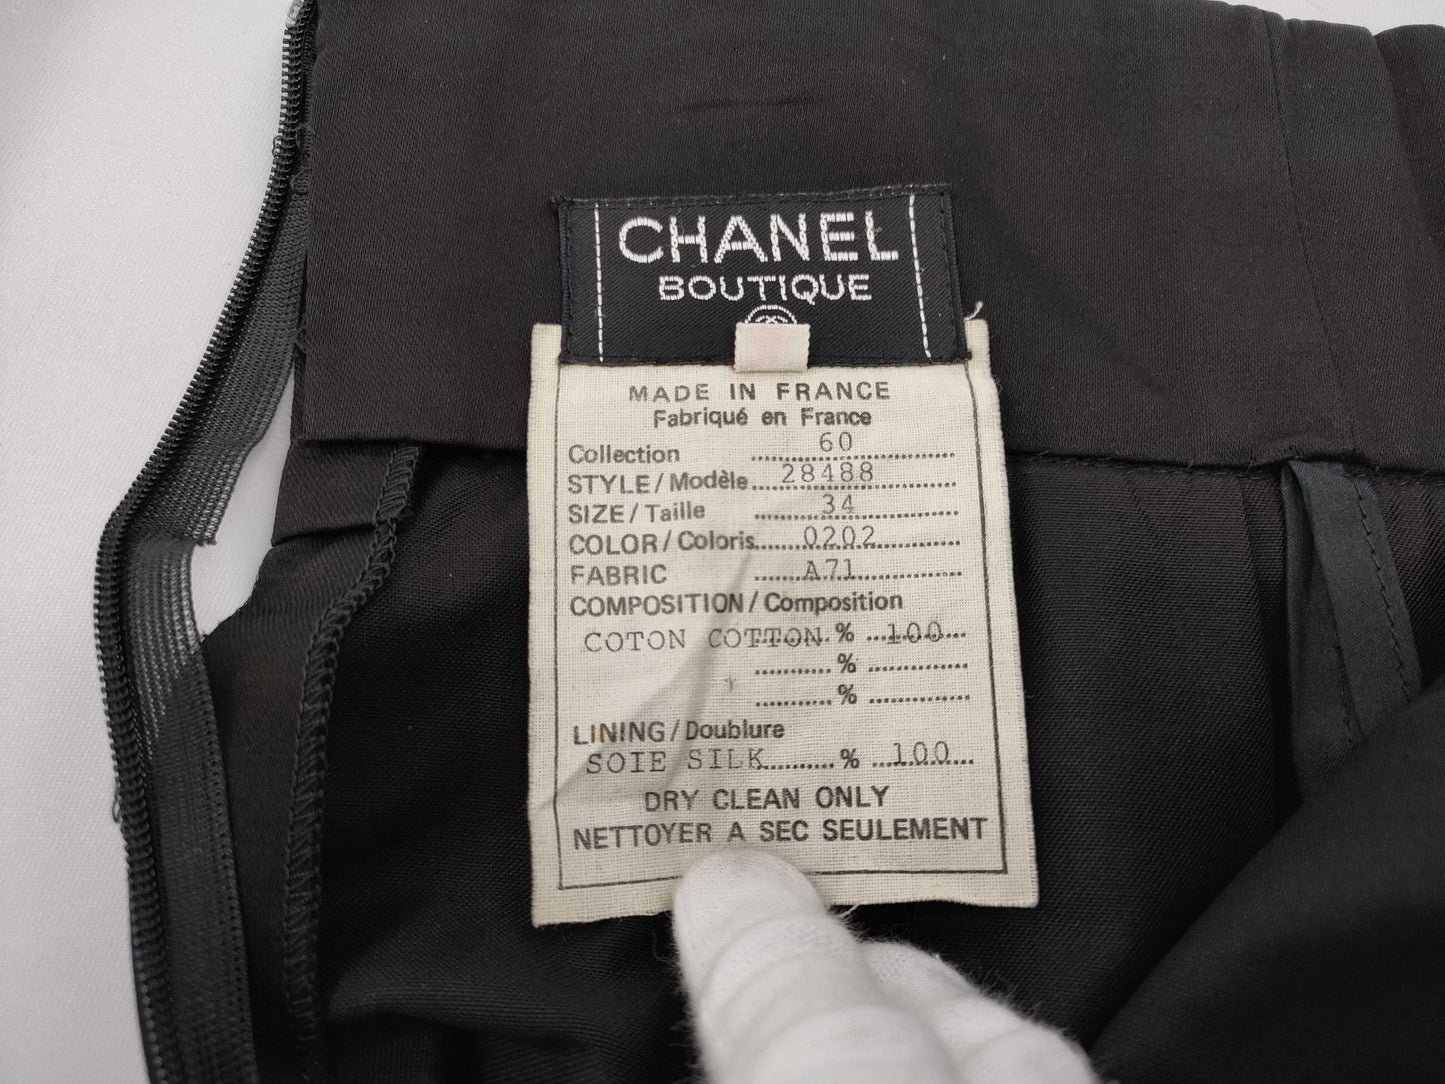 CHANEL
BOUTIQUE
MADE IN FRANCE
Fabriqué en France
Collection ........ 60 ........
STYLE/Modèle ... 28488 ........
SIZE/Taille ........ 34 ........
COLOR/Coloris ...... 0202 ........
FABRIC ...... A71 ........
COMPOSITION/Composition
COTON COTTON % ... 100 ...
........... % ..............
........... % ..............
LINING/Doublure
SOIE SILK .......... % ... 100 ...
DRY CLEAN ONLY
NETTOYER A SEC SEULEMENT